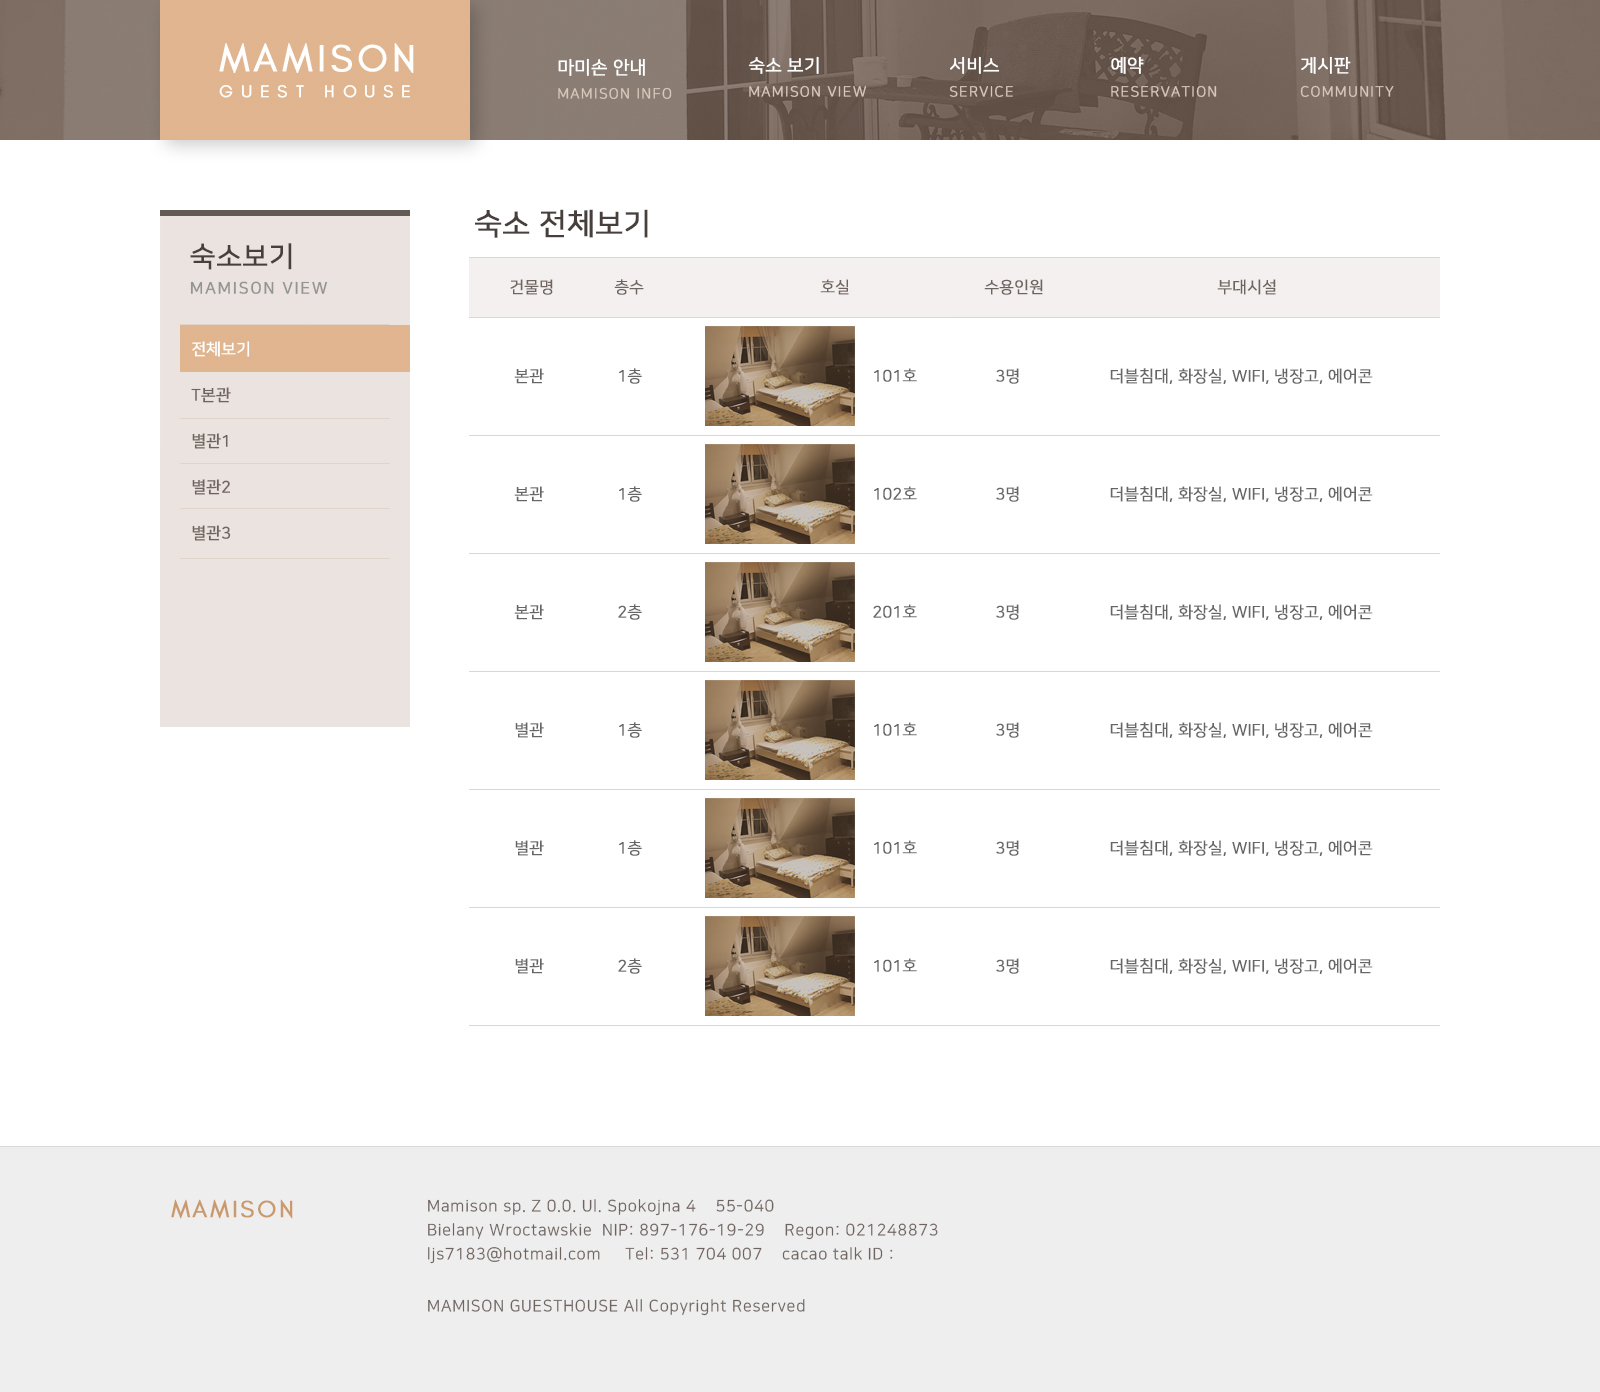 MAMISON
GUEST HOUSE
마미손 안내
MAMISON INFO
숙소 보기
MAMISON VIEW
서비스
SERVICE
예약
RESERVATION
게시판
COMMUNITY
숙소보기
MAMISON VIEW
전체보기
T본관
별관1
별관2
별관3
숙소 전체보기
건물명 층수 호실 수용인원 부대시설
본관 1층 101호 3명 더블침대, 화장실, WIFI, 냉장고, 에어콘
본관 1층 102호 3명 더블침대, 화장실, WIFI, 냉장고, 에어콘
본관 2층 201호 3명 더블침대, 화장실, WIFI, 냉장고, 에어콘
별관 1층 101호 3명 더블침대, 화장실, WIFI, 냉장고, 에어콘
별관 1층 101호 3명 더블침대, 화장실, WIFI, 냉장고, 에어콘
별관 2층 101호 3명 더블침대, 화장실, WIFI, 냉장고, 에어콘
MAMISON
Mamison sp. Z 0.0. Ul. Spokojna 4 55-040
Bielany Wroctawskie NIP: 897-176-19-29 Regon: 021248873
ljs7183@hotmail.com Tel: 531 704 007 cacao talk ID :
MAMISON GUESTHOUSE All Copyright Reserved